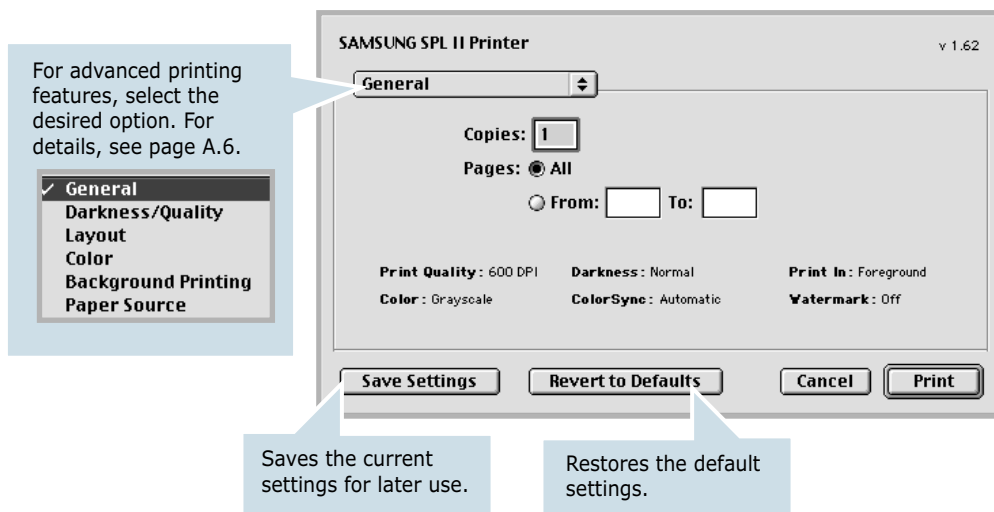 SAMSUNG SPL II Printer
v 1.62
For advanced printing
features, select the
desired option. For
details, see page A.6.
✓ General
Darkness/Quality
Layout
Color
Background Printing
Paper Source
General
Copies: 1
Pages: All
From: To:
Print Quality : 600 DPI Darkness : Normal Print In : Foreground
Color : Grayscale ColorSync : Automatic Watermark : Off
Save Settings Revert to Defaults Cancel Print
Saves the current
settings for later use.
Restores the default
settings.